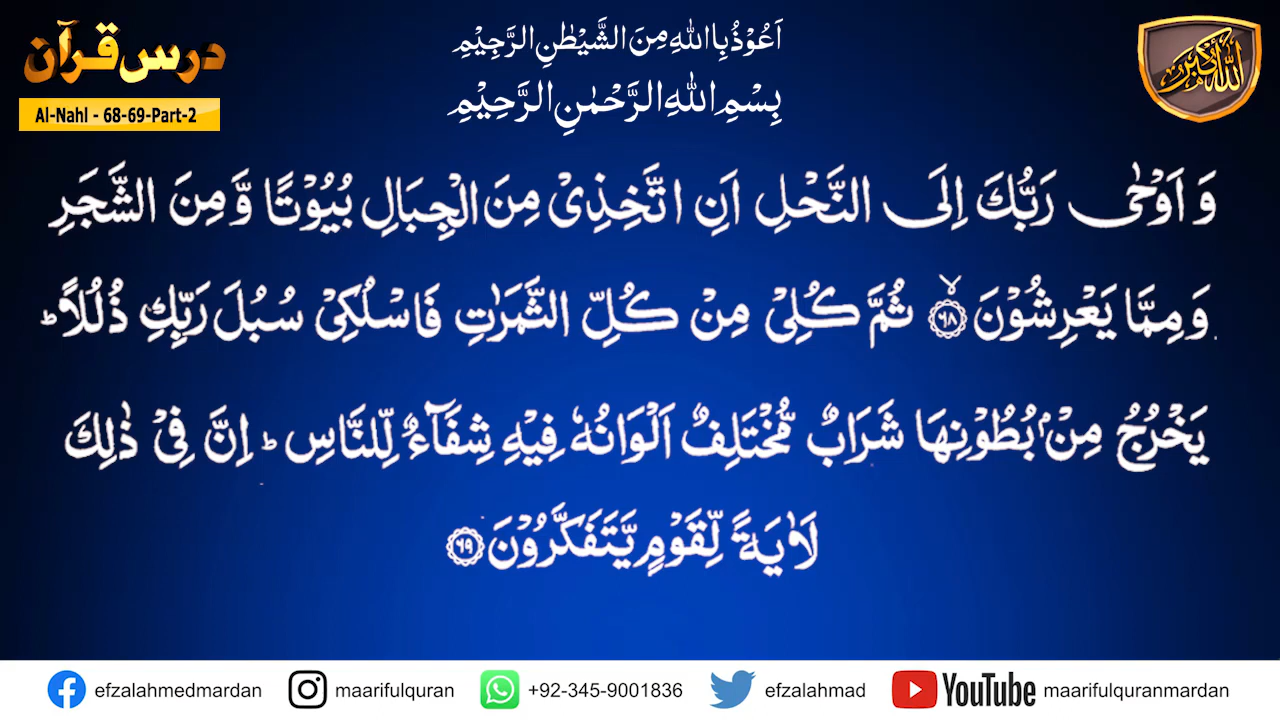 درس قرآن
Al-Nahl - 68-69-Part-2
اَعُوْذُ بِاللّٰهِ مِنَ الشَّيْطٰنِ الرَّجِيْمِ
بِسْمِ اللّٰهِ الرَّحْمٰنِ الرَّحِيْمِ
اللّٰه اكبر
وَ اَوْحٰى رَبُّكَ اِلَى النَّحْلِ اَنِ اتَّخِذِىْ مِنَ الْجِبَالِ بُيُوْتًا وَّ مِنَ الشَّجَرِ
وَمِمَّا يَعْرِشُوْنَ ۙ‏﴿۶۸﴾ ثُمَّ كُلِىْ مِنْ كُلِّ الثَّمَرٰتِ فَاسْلُكِىْ سُبُلَ رَبِّكِ ذُلُلًا ؕ
يَخْرُجُ مِنْۢ بُطُوْنِهَا شَرَابٌ مُّخْتَلِفٌ اَلْوَانُهٗ فِيْهِ شِفَآءٌ لِّلنَّاسِ ؕ اِنَّ فِىْ ذٰلِكَ
لَاٰيَةً لِّقَوْمٍ يَّتَفَكَّرُوْنَ ﴿۶۹﴾
efzalahmedmardan maarifulquran +92-345-9001836 efzalahmad YouTube maarifulquranmardan